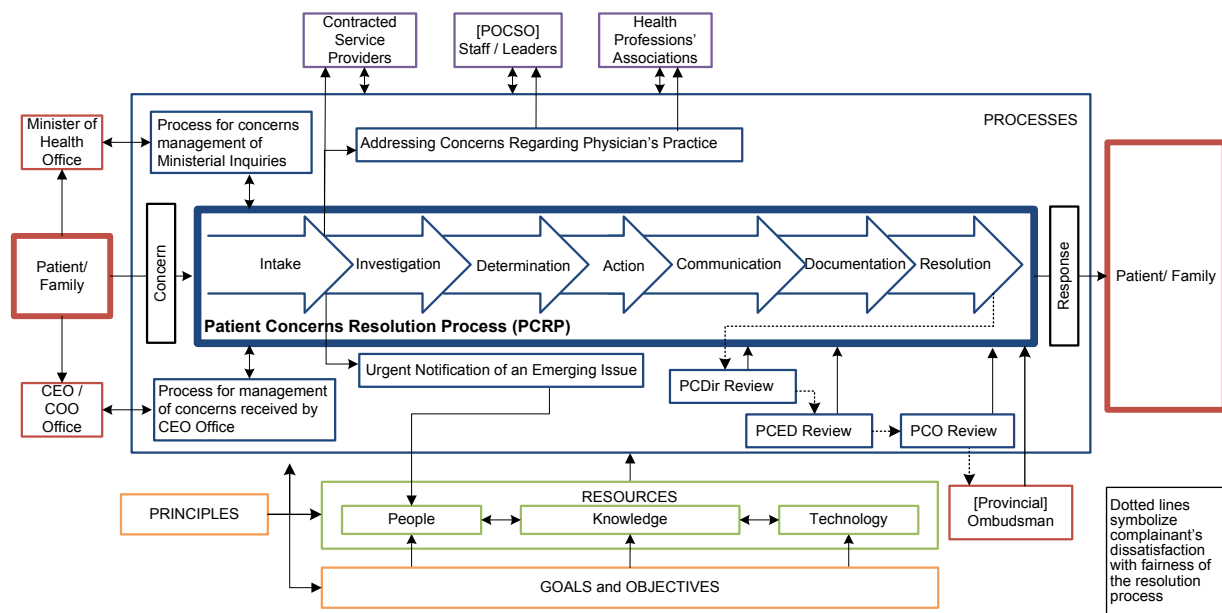 Contracted
Service
Providers
[POCSO]
Staff / Leaders
Health
Professions’
Associations
PROCESSES
Minister of
Health
Office
Process for concerns
management of
Ministerial Inquiries
Addressing Concerns Regarding Physician’s Practice
Patient/
Family
Concern
Intake
Investigation
Determination
Action
Communication
Documentation
Resolution
Response
Patient/ Family
Patient Concerns Resolution Process (PCRP)
Urgent Notification of an Emerging Issue
CEO /
COO
Office
Process for management
of concerns received by
CEO Office
PCDir Review
PCED Review
PCO Review
RESOURCES
PRINCIPLES
People
Knowledge
Technology
[Provincial]
Ombudsman
GOALS and OBJECTIVES
Dotted lines
symbolize
complainant’s
dissatisfaction
with fairness of
the resolution
process